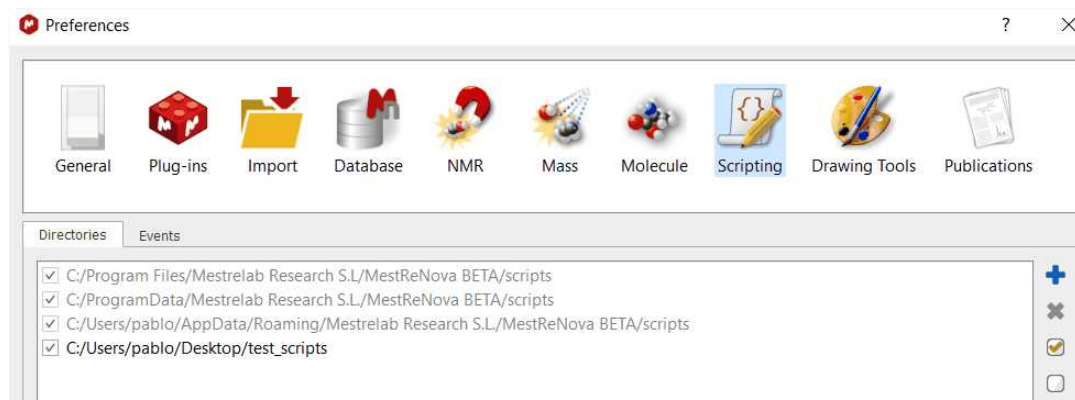 Preferences
General Plug-ins Import Database NMR Mass Molecule Scripting Drawing Tools Publications
Directories Events
C:/Program Files/Mestrelab Research S.L/MestReNova BETA/scripts
C:/ProgramData/Mestrelab Research S.L/MestReNova BETA/scripts
C:/Users/pablo/AppData/Roaming/Mestrelab Research S.L./MestReNova BETA/scripts
C:/Users/pablo/Desktop/test_scripts